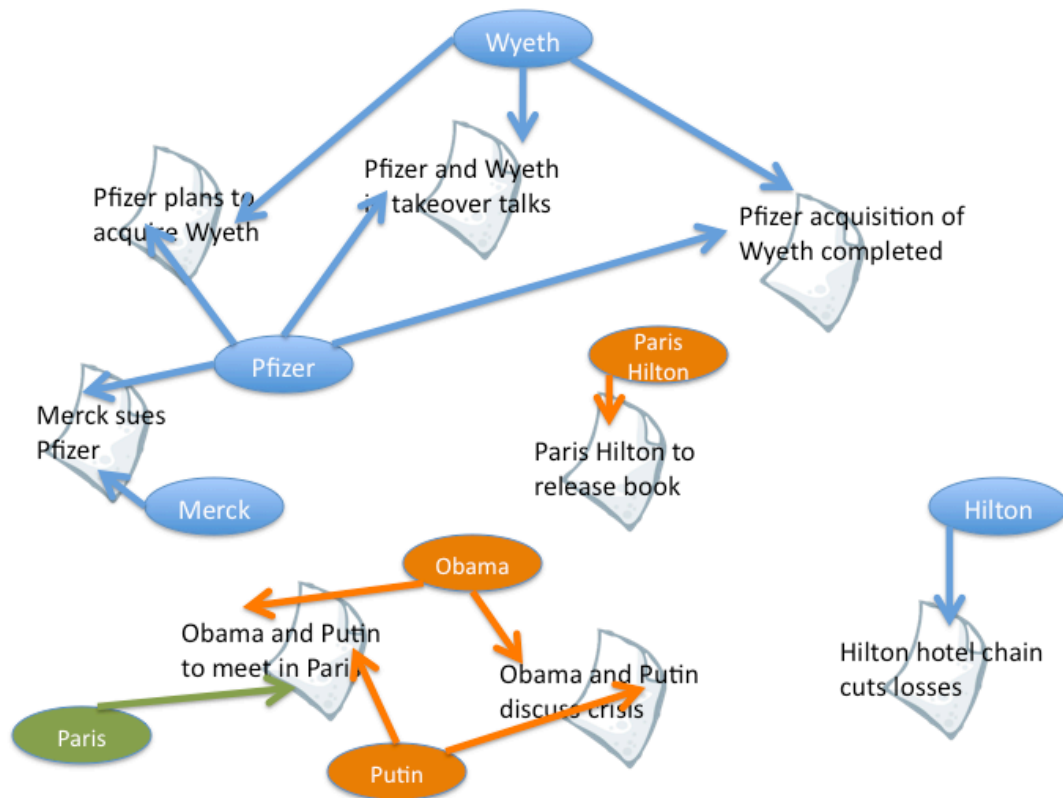 Wyeth
Pfizer plans to
acquire Wyeth
Pfizer and Wyeth
in takeover talks
Pfizer acquisition of
Wyeth completed
Pfizer
Paris
Hilton
Merck sues
Pfizer
Paris Hilton to
release book
Merck
Hilton
Obama
Obama and Putin
to meet in Paris
Obama and Putin
discuss crisis
Hilton hotel chain
cuts losses
Paris
Putin